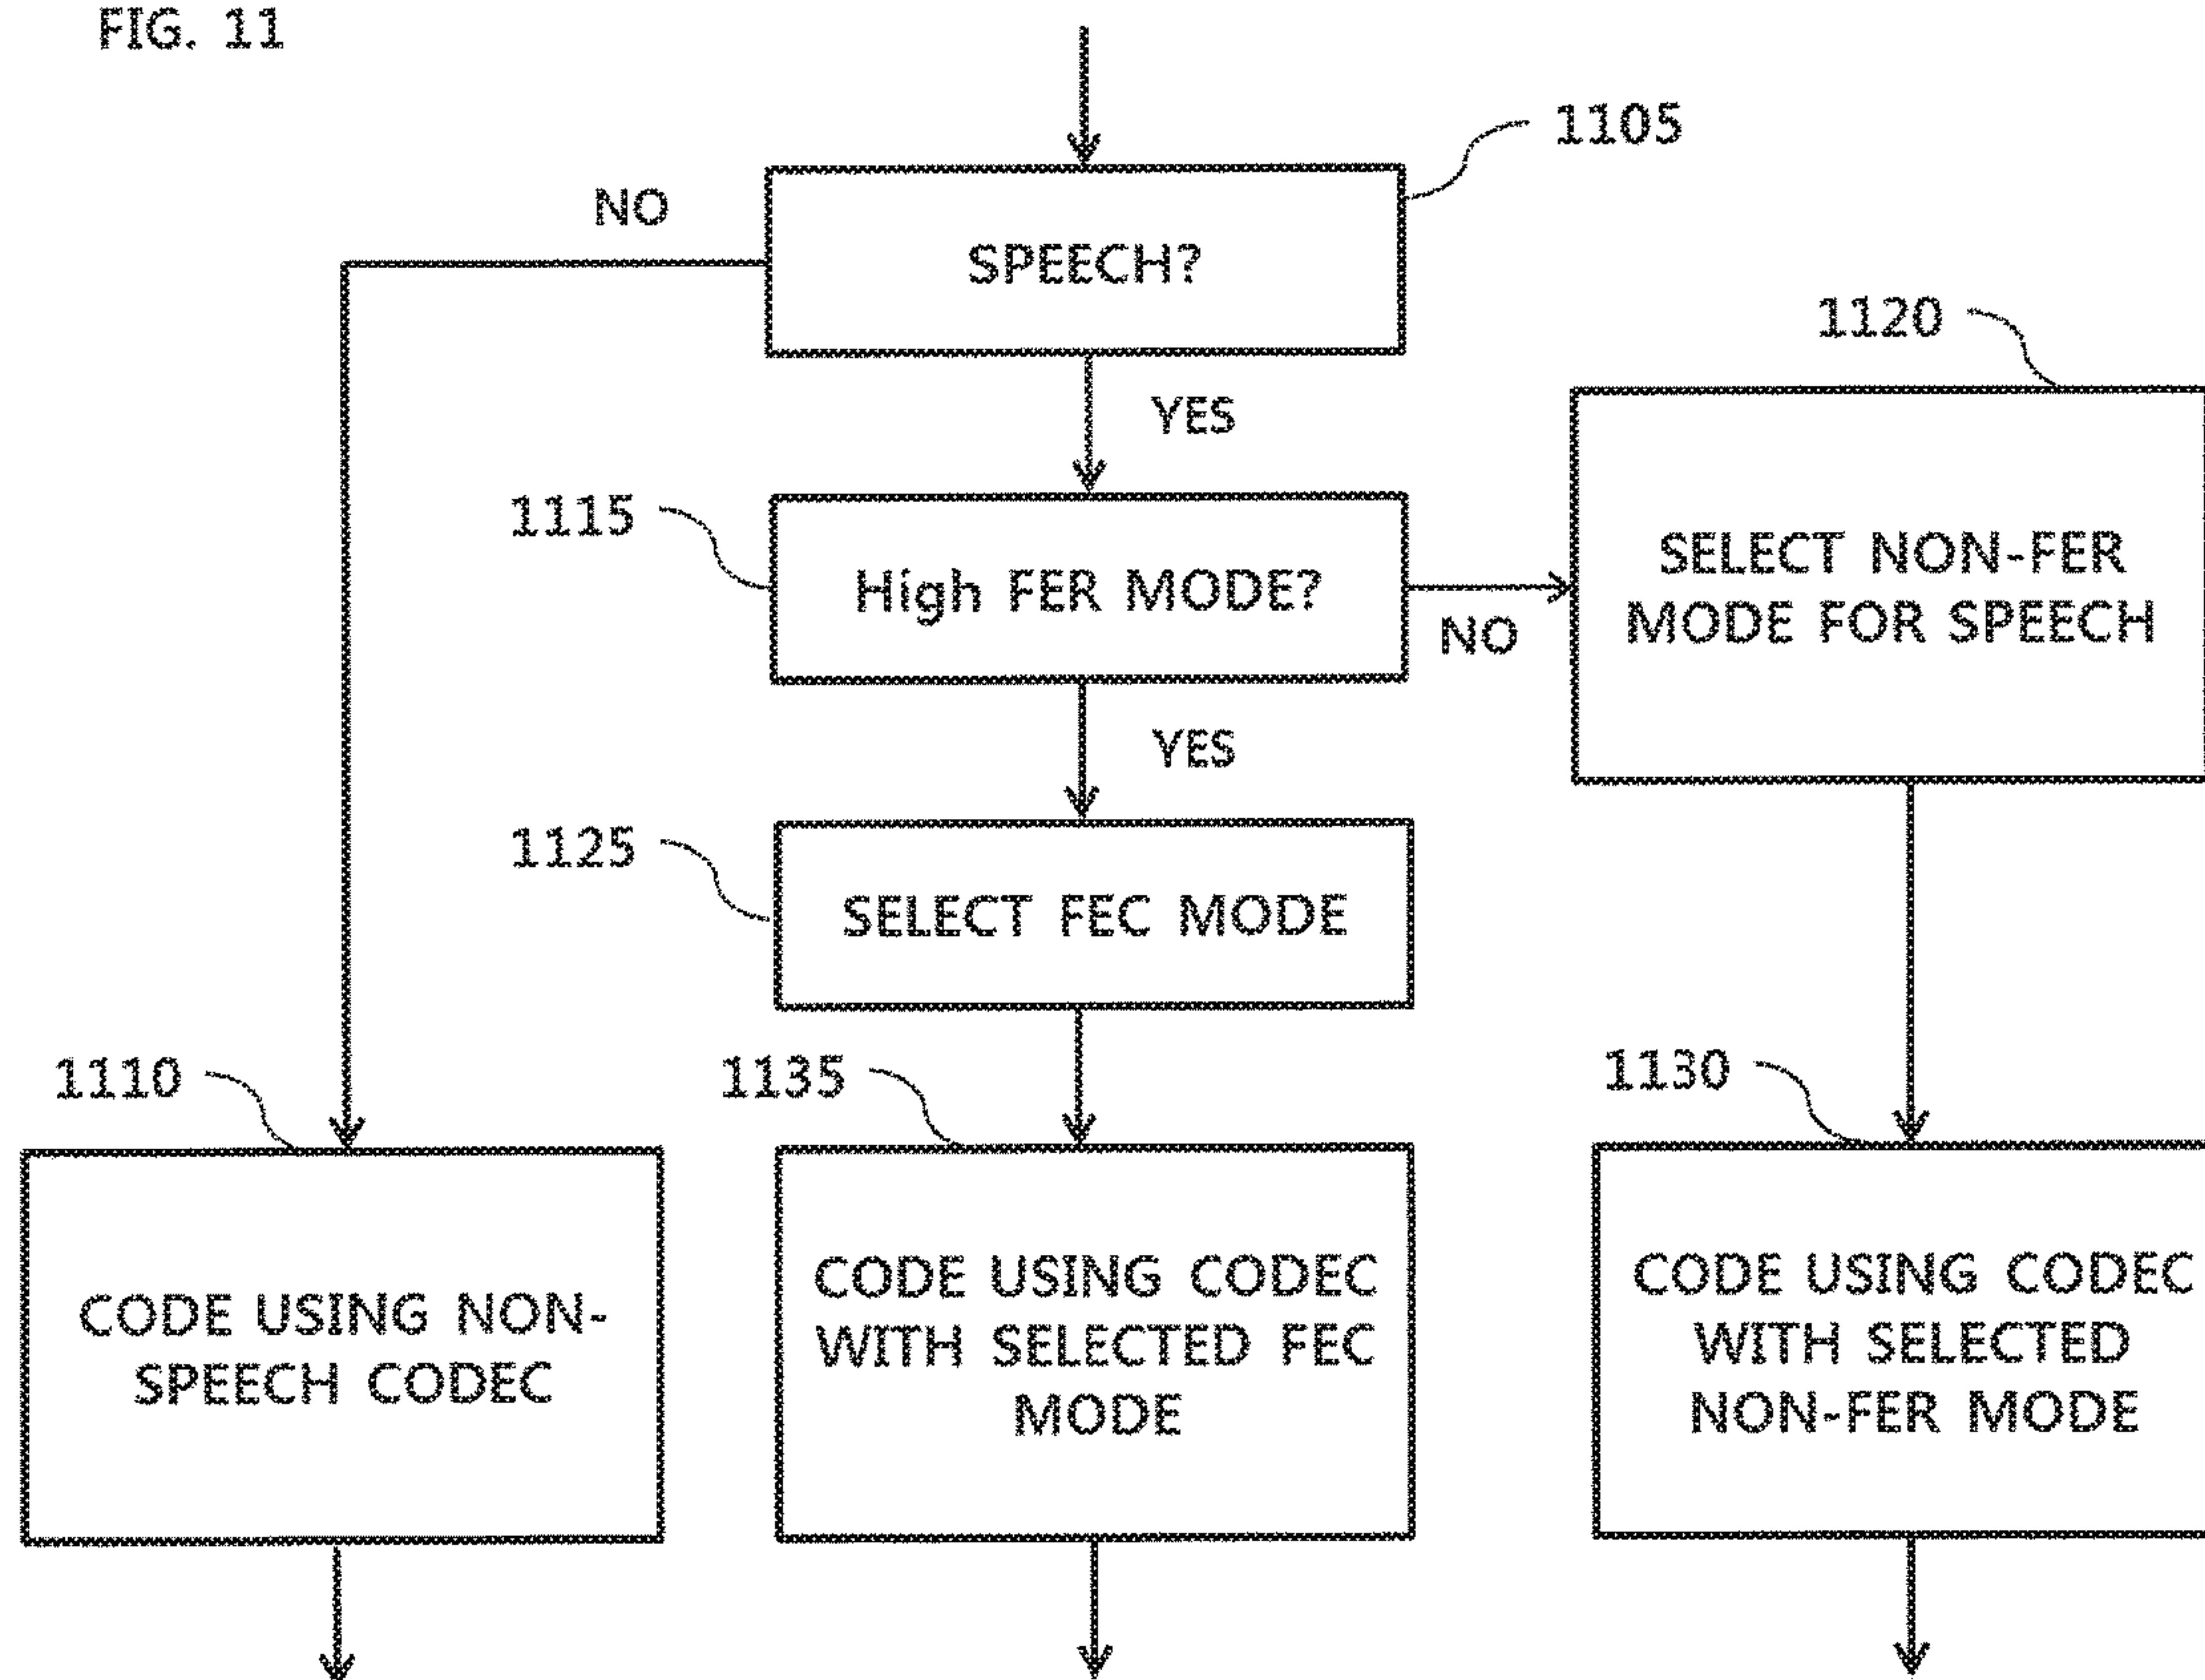 FIG. 11
1105
NO
SPEECH?
1120
YES
1115
High FER MODE?
NO
SELECT NON-FER
MODE FOR SPEECH
YES
1125
SELECT FEC MODE
1110
1135
1130
CODE USING NON-
SPEECH CODEC
CODE USING CODEC
WITH SELECTED FEC
MODE
CODE USING CODEC
WITH SELECTED
NON-FER MODE